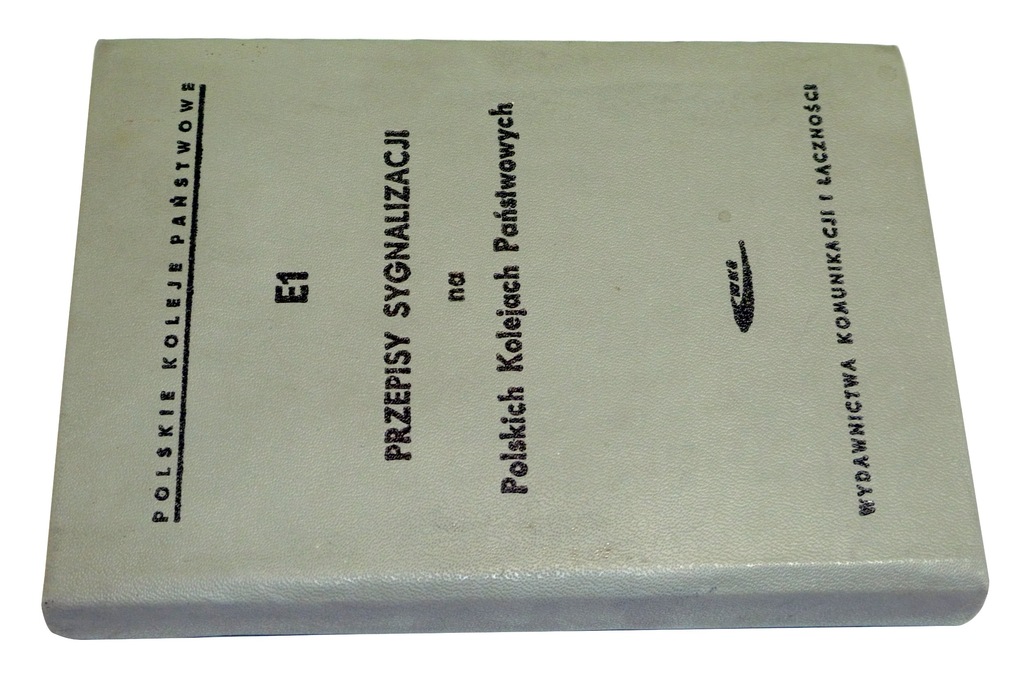 POLSKIE KOLEJE PAŃSTWOWE
E1
PRZEPISY SYGNALIZACJI
na
Polskich Kolejach Państwowych
WYDAWNICTWA KOMUNIKACJI I ŁĄCZNOŚCI